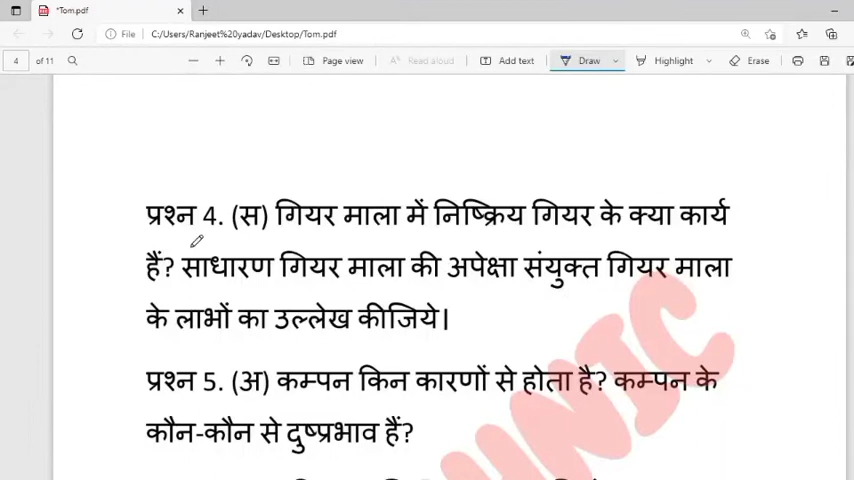 *Tom.pdf
File C:/Users/Ranjeet%20yadav/Desktop/Tom.pdf
4 of 11 Page view Read aloud Add text Draw Highlight Erase
प्रश्न 4. (स) गियर माला में निष्क्रिय गियर के क्या कार्य
हैं? साधारण गियर माला की अपेक्षा संयुक्त गियर माला
के लाभों का उल्लेख कीजिये।
प्रश्न 5. (अ) कम्पन किन कारणों से होता है? कम्पन के
कौन-कौन से दुष्प्रभाव हैं?